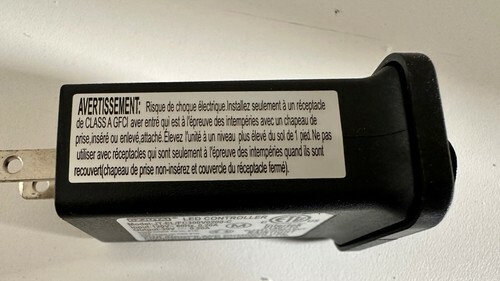 AVERTISSEMENT: Risque de choque électrique.Installez seulement à un réceptacle
de CLASS A GFCI aver entré qui est à l'épreuve des intempéries avec un chapeau de
prise,inséré ou enlevé,attaché.Élevez l'unité à un niveau plus élevé du sol de 1 pied.Ne pas
utiliser avec réceptacles qui sont seulement à l'épreuve des intempéries quand ils sont
recouvert(chapeau de prise non-insérez et couvercle du récéptacle fermé).
LED CONTROLLER